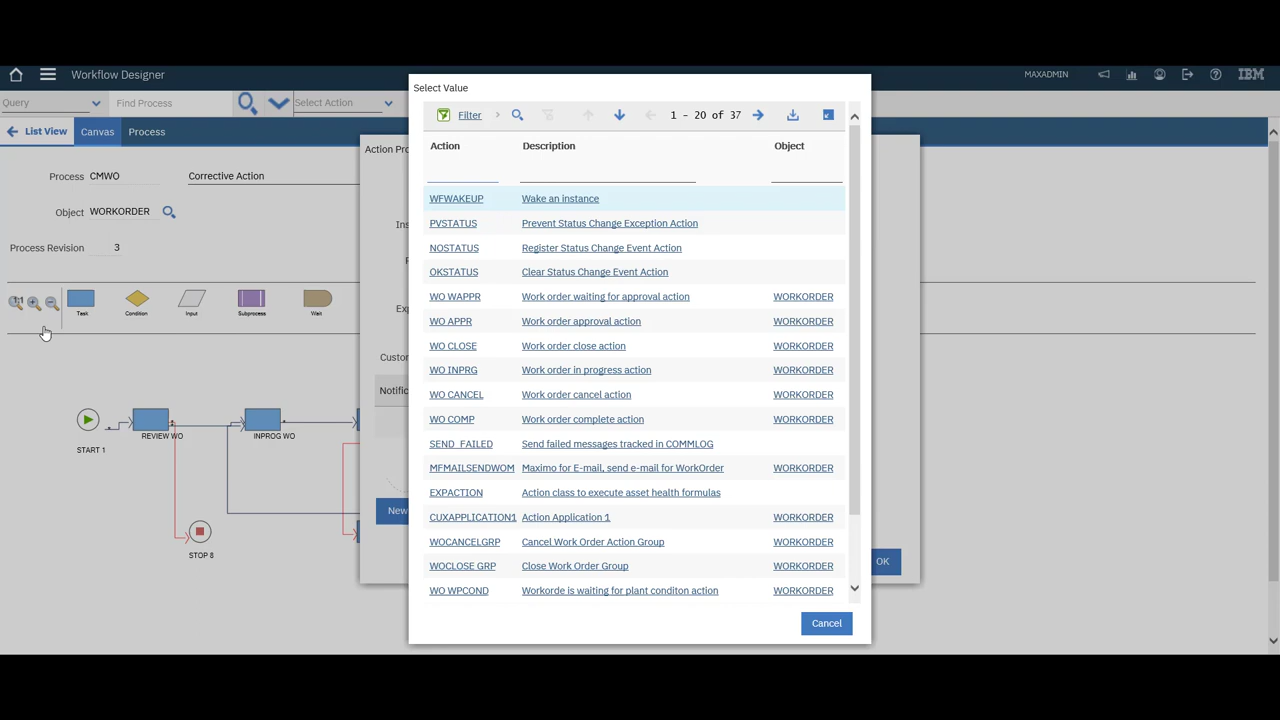 Workflow Designer
MAXADMIN
IBM
Query
Find Process
Select Action
List View
Canvas
Process
Process CMWO Corrective Action
Object WORKORDER
Process Revision 3
1:1
Task
Condition
Input
Subprocess
Wait
START 1
REVIEW WO
INPROG WO
STOP 8
Action Pro
Ins
Custo
Notific
New
OK
Select Value
Filter
1 - 20 of 37
Action Description Object
WFWAKEUP Wake an instance
PVSTATUS Prevent Status Change Exception Action
NOSTATUS Register Status Change Event Action
OKSTATUS Clear Status Change Event Action
WO WAPPR Work order waiting for approval action WORKORDER
WO APPR Work order approval action WORKORDER
WO CLOSE Work order close action WORKORDER
WO INPRG Work order in progress action WORKORDER
WO CANCEL Work order cancel action WORKORDER
WO COMP Work order complete action WORKORDER
SEND_FAILED Send failed messages tracked in COMMLOG
MFMAILSENDWOM Maximo for E-mail, send e-mail for WorkOrder WORKORDER
EXPACTION Action class to execute asset health formulas
CUXAPPLICATION1 Action Application 1 WORKORDER
WOCANCELGRP Cancel Work Order Action Group WORKORDER
WOCLOSE GRP Close Work Order Group WORKORDER
WO WPCOND Workorde is waiting for plant conditon action WORKORDER
Cancel